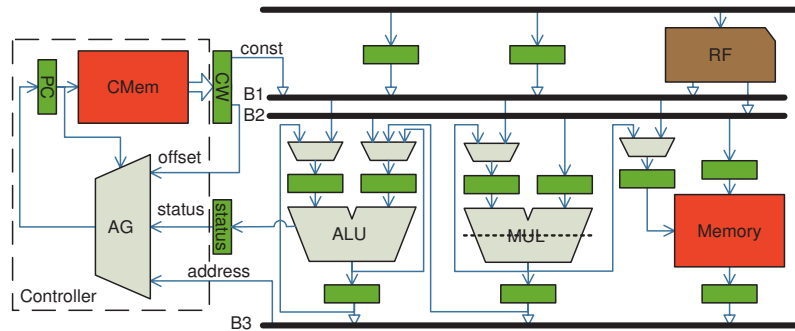 const
RF
PC
CMem
CW
B1
B2
offset
status
status
AG
ALU
MUL
Memory
address
Controller
B3